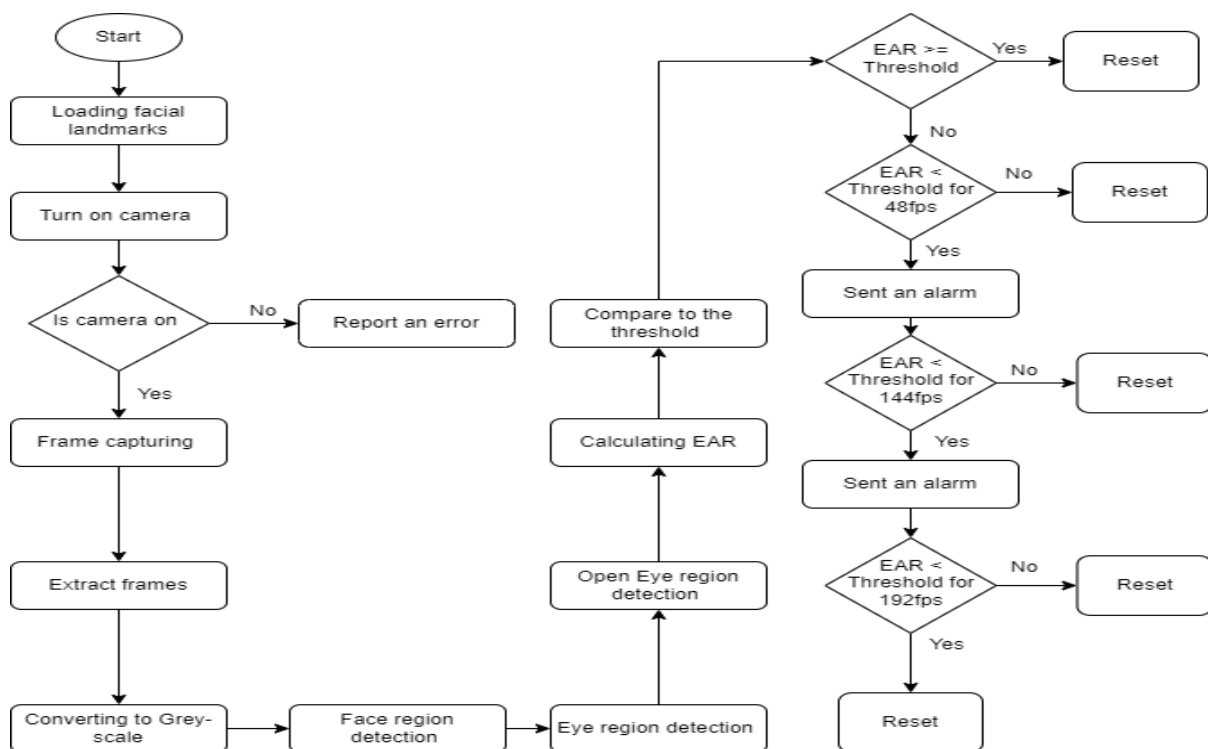 Start
Loading facial
landmarks
Turn on camera
Is camera on
No
Report an error
Yes
Frame capturing
Extract frames
Converting to Grey-
scale
Face region
detection
Eye region detection
Open Eye region
detection
Calculating EAR
Compare to the
threshold
EAR >=
Threshold
Yes
Reset
No
EAR <
Threshold for
48fps
No
Reset
Yes
Sent an alarm
EAR <
Threshold for
144fps
No
Reset
Yes
Sent an alarm
EAR <
Threshold for
192fps
No
Reset
Yes
Reset